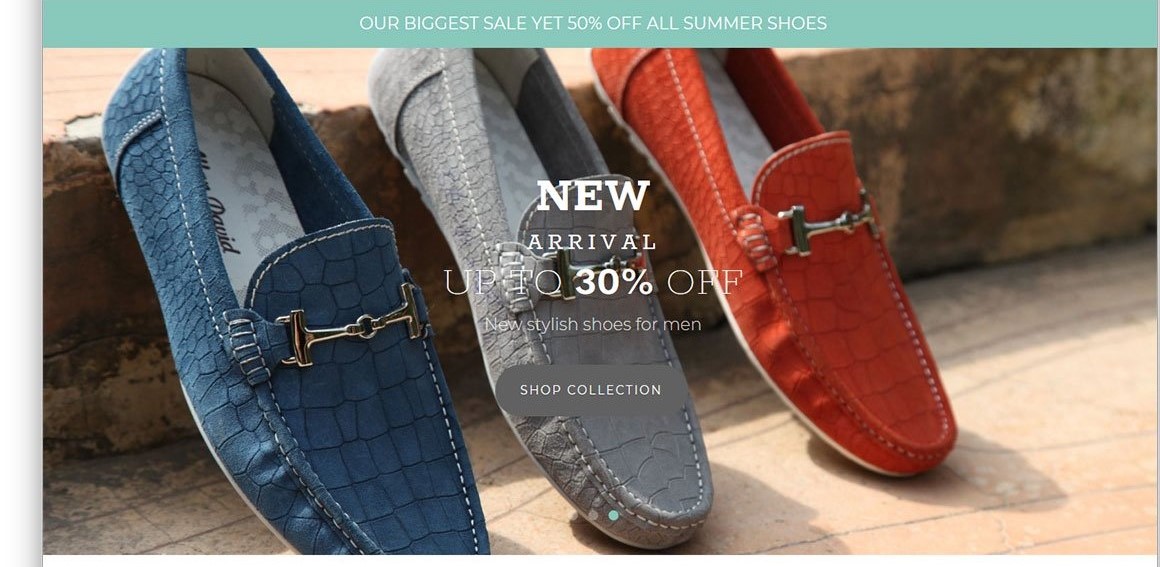 OUR BIGGEST SALE YET 50% OFF ALL SUMMER SHOES
NEW
ARRIVAL
UP TO 30% OFF
New stylish shoes for men
SHOP COLLECTION
David